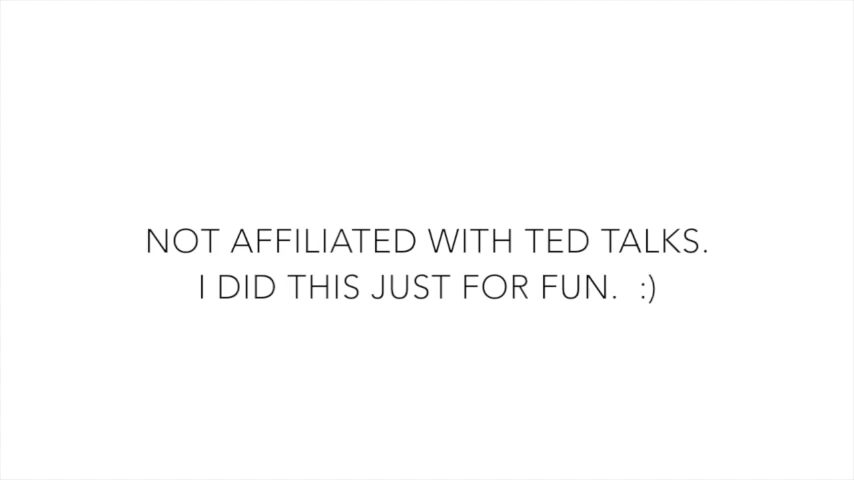 NOT AFFILIATED WITH TED TALKS.
I DID THIS JUST FOR FUN.  :)